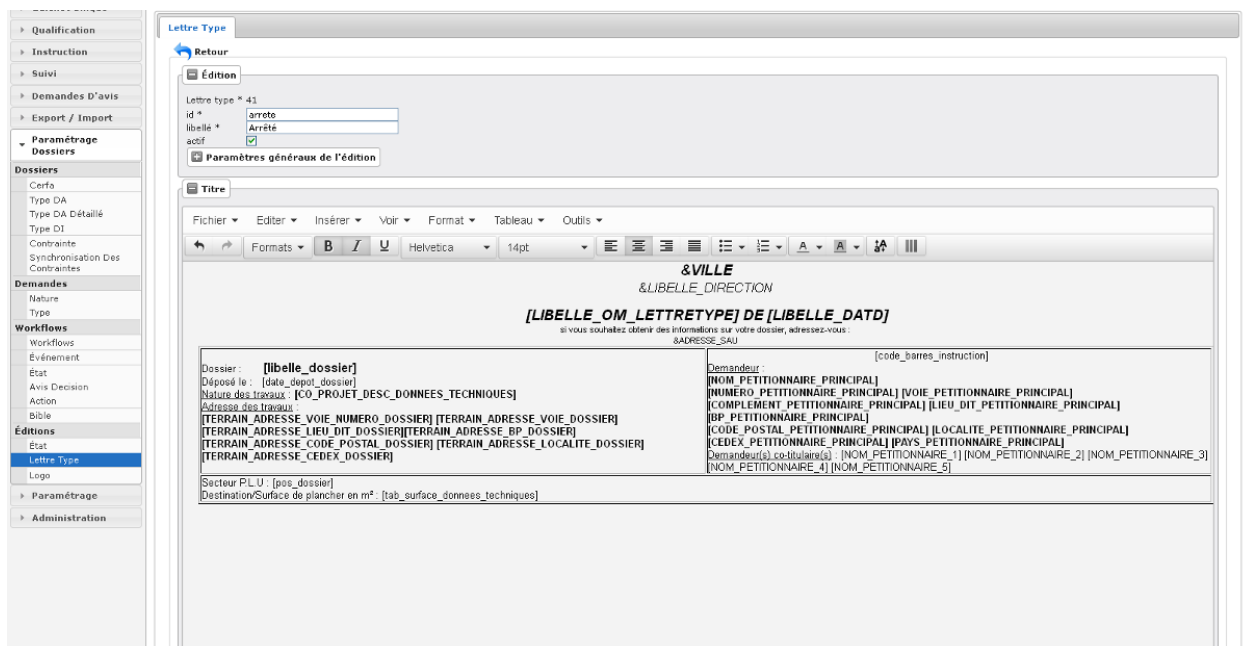 Qualification
Instruction
Suivi
Demandes D'avis
Export / Import
Paramétrage
Dossiers
Dossiers
Cerfa
Type DA
Type DA Détaillé
Type DI
Contrainte
Synchronisation Des
Contraintes
Demandes
Nature
Type
Workflows
Workflows
Événement
État
Avis Decision
Action
Bible
Éditions
État
Lettre Type
Logo
Paramétrage
Administration
Lettre Type
Retour
Édition
Lettre type * 41
id * arrete
libellé * Arrêté
actif
Paramètres généraux de l'édition
Titre
Fichier Editer Insérer Voir Format Tableau Outils
Formats B I U Helvetica 14pt A A
&VILLE
&LIBELLE_DIRECTION
[LIBELLE_OM_LETTRETYPE] DE [LIBELLE_DATD]
si vous souhaitez obtenir des informations sur votre dossier, adressez-vous :
&ADRESSE_SAU
Dossier : [libelle_dossier]
Déposé le : [date_depot_dossier]
Nature des travaux : [CO_PROJET_DESC_DONNEES_TECHNIQUES]
Adresse des travaux :
[TERRAIN_ADRESSE_VOIE_NUMERO_DOSSIER] [TERRAIN_ADRESSE_VOIE_DOSSIER]
[TERRAIN_ADRESSE_LIEU_DIT_DOSSIER][TERRAIN_ADRESSE_BP_DOSSIER]
[TERRAIN_ADRESSE_CODE_POSTAL_DOSSIER] [TERRAIN_ADRESSE_LOCALITE_DOSSIER]
[TERRAIN_ADRESSE_CEDEX_DOSSIER]
[code_barres_instruction]
Demandeur :
[NOM_PETITIONNAIRE_PRINCIPAL]
[NUMERO_PETITIONNAIRE_PRINCIPAL] [VOIE_PETITIONNAIRE_PRINCIPAL]
[COMPLEMENT_PETITIONNAIRE_PRINCIPAL] [LIEU_DIT_PETITIONNAIRE_PRINCIPAL]
[BP_PETITIONNAIRE_PRINCIPAL]
[CODE_POSTAL_PETITIONNAIRE_PRINCIPAL] [LOCALITE_PETITIONNAIRE_PRINCIPAL]
[CEDEX_PETITIONNAIRE_PRINCIPAL] [PAYS_PETITIONNAIRE_PRINCIPAL]
Demandeur(s) co-titulaire(s) : [NOM_PETITIONNAIRE_1] [NOM_PETITIONNAIRE_2] [NOM_PETITIONNAIRE_3]
[NOM_PETITIONNAIRE_4] [NOM_PETITIONNAIRE_5]
Secteur P.L.U : [pos_dossier]
Destination/Surface de plancher en m² : [tab_surface_donnees_techniques]